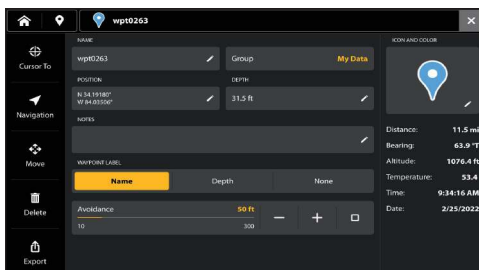 wpt0263
Cursor To
Navigation
Move
Delete
Export
NAME
wpt0263
Group
My Data
POSITION
N 34.19180°
W 84.03506°
DEPTH
31.5 ft
NOTES
WAYPOINT LABEL
Name
Depth
None
Avoidance
50 ft
10
300
ICON AND COLOR
Distance: 11.5 mi
Bearing: 63.9 °T
Altitude: 1076.4 ft
Temperature: 53.4
Time: 9:34:16 AM
Date: 2/25/2022